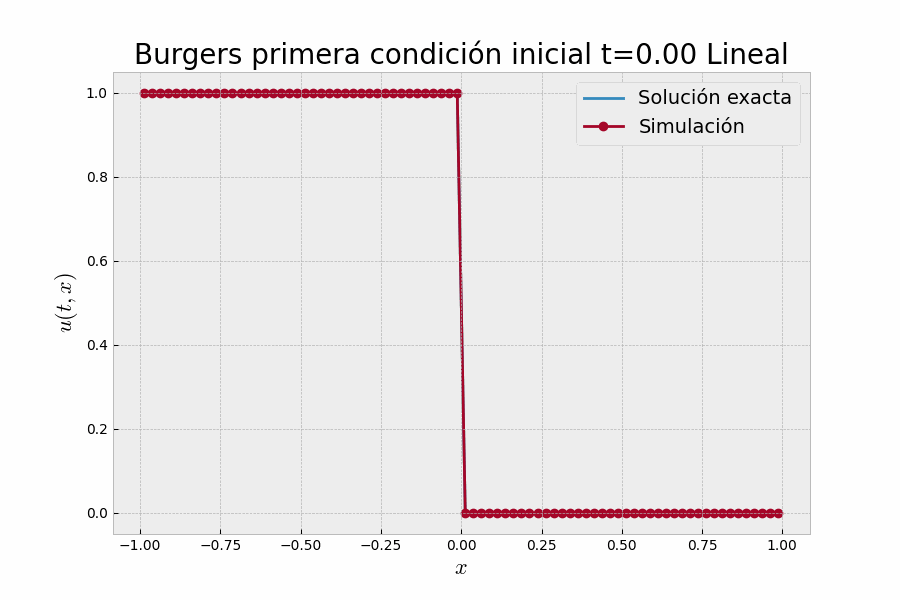 Burgers primera condición inicial t=0.00 Lineal
Solución exacta
Simulación
1.0
0.8
0.6
0.4
0.2
0.0
u(t, x)
−1.00 −0.75 −0.50 −0.25 0.00 0.25 0.50 0.75 1.00
x